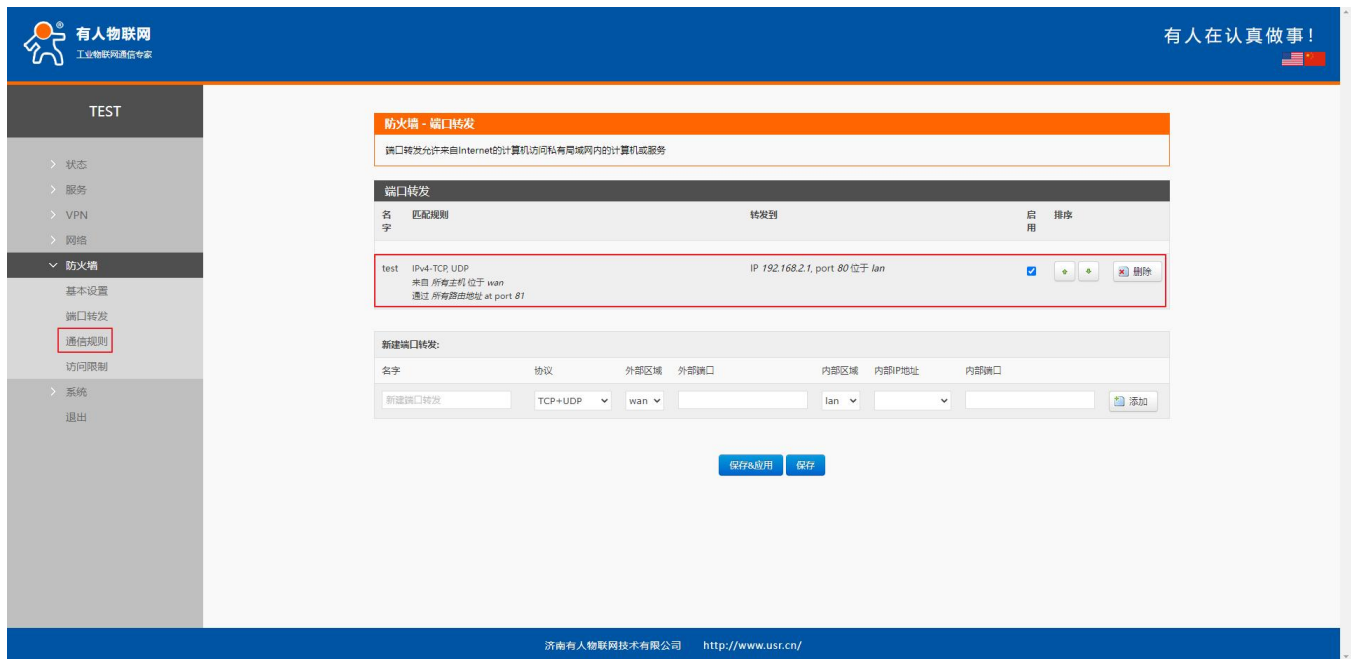 有人物联网
®
工业物联网通信专家
有人在认真做事！
TEST
状态
服务
VPN
网络
防火墙
基本设置
端口转发
通信规则
访问限制
系统
退出
防火墙 - 端口转发
端口转发允许来自Internet的计算机访问私有局域网内的计算机或服务
端口转发
名字 匹配规则 转发到 启用 排序
test IPv4-TCP, UDP IP 192.168.2.1, port 80 位于 lan 删除
来自 所有主机 位于 wan
通过 所有路由地址 at port 81
新建端口转发:
名字 协议 外部区域 外部端口 内部区域 内部IP地址 内部端口
新建端口转发 TCP+UDP wan lan 添加
保存&应用 保存
济南有人物联网技术有限公司 http://www.usr.cn/